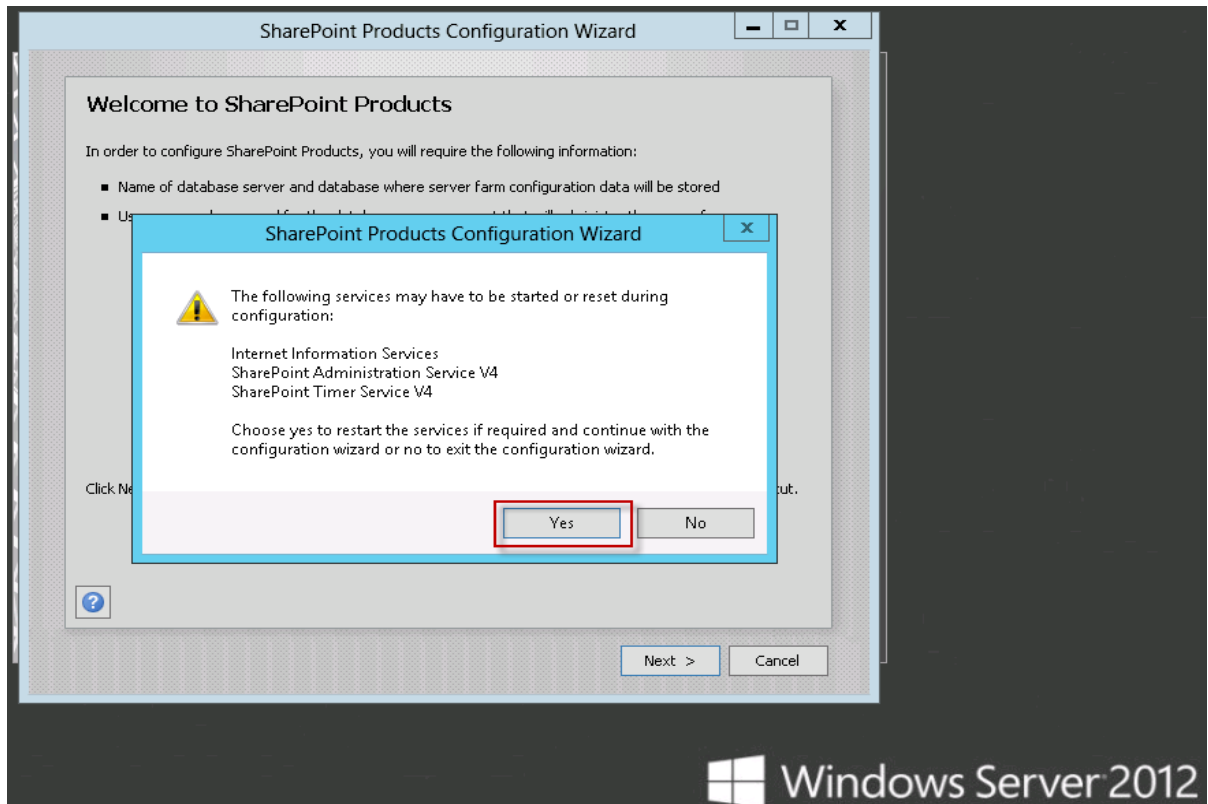 SharePoint Products Configuration Wizard
Welcome to SharePoint Products
In order to configure SharePoint Products, you will require the following information:
Name of database server and database where server farm configuration data will be stored
SharePoint Products Configuration Wizard
The following services may have to be started or reset during
configuration:
Internet Information Services
SharePoint Administration Service V4
SharePoint Timer Service V4
Choose yes to restart the services if required and continue with the
configuration wizard or no to exit the configuration wizard.
Click
Yes No
Next > Cancel
Windows Server 2012